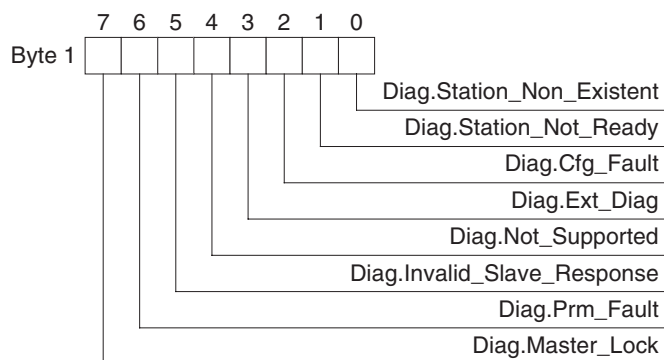 7 6 5 4 3 2 1 0
Byte 1
Diag.Station_Non_Existent
Diag.Station_Not_Ready
Diag.Cfg_Fault
Diag.Ext_Diag
Diag.Not_Supported
Diag.Invalid_Slave_Response
Diag.Prm_Fault
Diag.Master_Lock